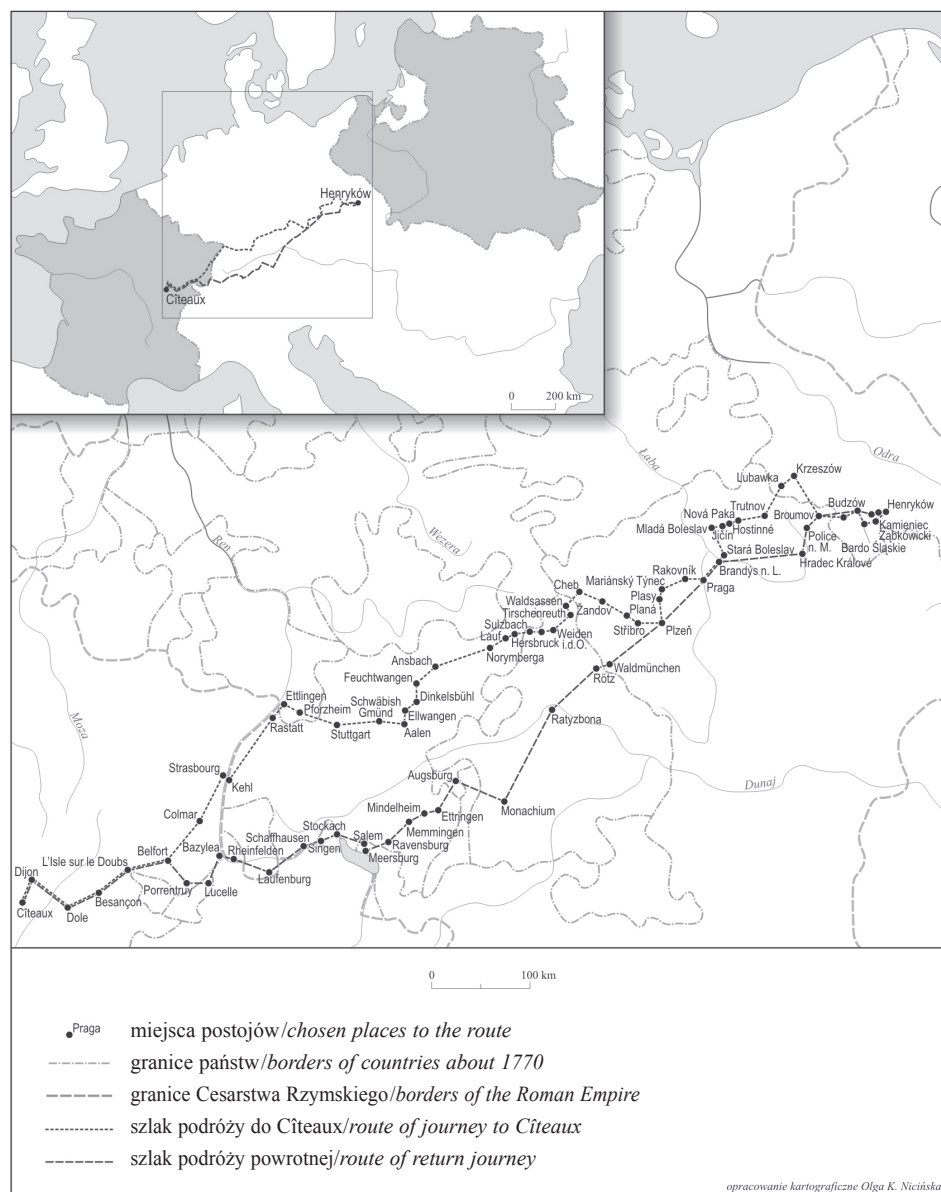 Henryków
Cîteaux
0 200 km
Odra
Łaba
Wezera
Ren
Moza
Dunaj
Krzeszów
Lubawka
Trutnov
Budzów
Henryków
Nová Paka
Broumov
Kamieniec
Ząbkowicki
Mladá Boleslav
Hostinné
Jičín
Police
n. M.
Bardo Śląskie
Stará Boleslav
Hradec Králové
Brandýs n. L.
Rakovník
Praga
Mariánský Týnec
Cheb
Plasy
Waldsassen
Žandov
Planá
Tirschenreuth
Stříbro
Plzeň
Sulzbach
Weiden
i.d.O.
Lauf
Hersbruck
Norymberga
Waldmünchen
Rötz
Ansbach
Feuchtwangen
Dinkelsbühl
Ettlingen
Schwäbish
Gmünd
Pforzheim
Ellwangen
Rastatt
Stuttgart
Aalen
Ratyzbona
Strasbourg
Kehl
Augsburg
Monachium
Colmar
Mindelheim
Ettringen
Stockach
Memmingen
Schaffhausen
Salem
Bazylea
Rheinfelden
Singen
Ravensburg
Belfort
Meersburg
L'Isle sur le Doubs
Laufenburg
Dijon
Porrentruy
Lucelle
Besançon
Cîteaux
Dole
0 100 km
Praga miejsca postojów/chosen places to the route
granice państw/borders of countries about 1770
granice Cesarstwa Rzymskiego/borders of the Roman Empire
szlak podróży do Cîteaux/route of journey to Cîteaux
szlak podróży powrotnej/route of return journey
opracowanie kartograficzne Olga K. Nicińska